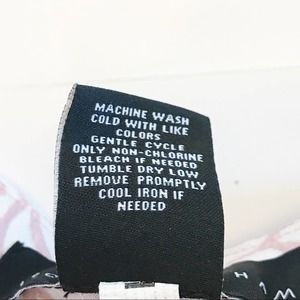 MACHINE WASH
COLD WITH LIKE
COLORS
GENTLE CYCLE
ONLY NON-CHLORINE
BLEACH IF NEEDED
TUMBLE DRY LOW
REMOVE PROMPTLY
COOL IRON IF
NEEDED